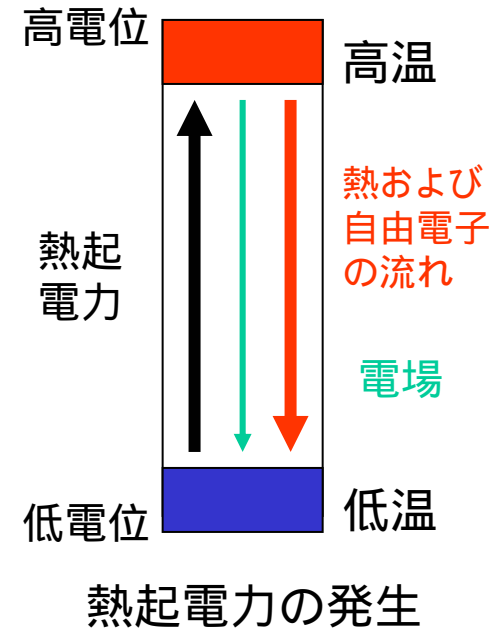 高電位
高温
熱および
自由電子
の流れ
熱起
電力
電場
低電位
低温
熱起電力の発生